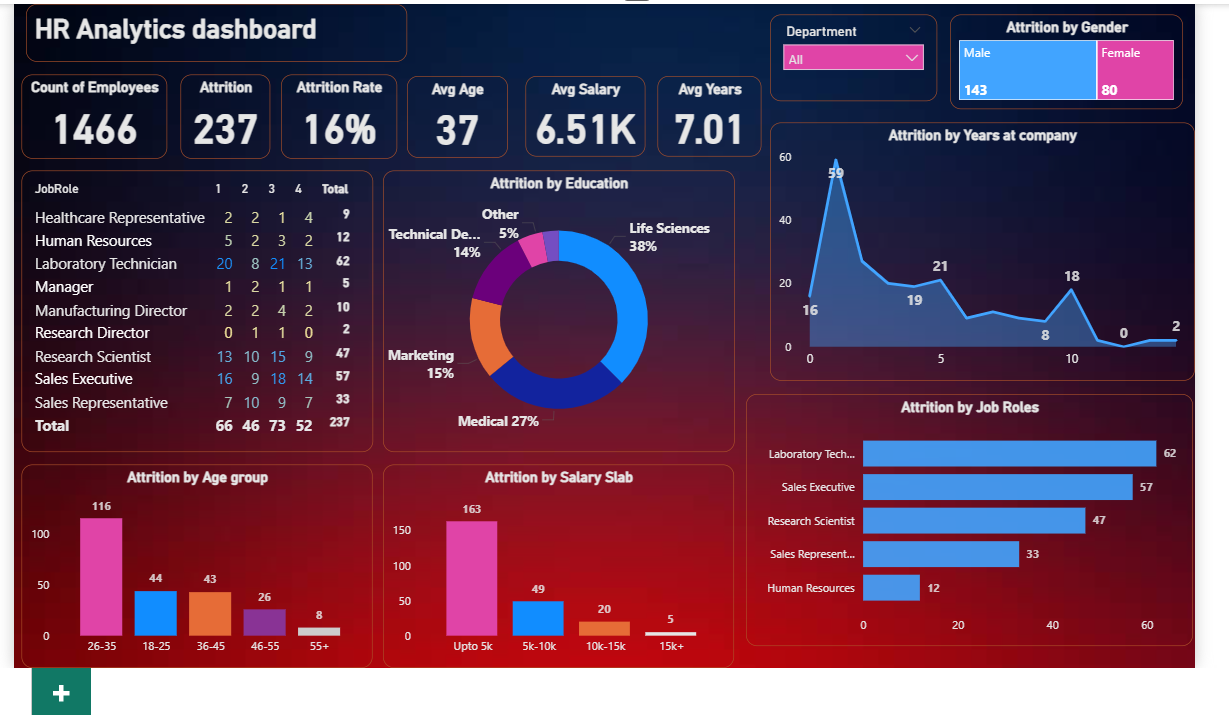 HR Analytics dashboard
Department
All
Attrition by Gender
Male
Female
143
80
Count of Employees
1466
Attrition
237
Attrition Rate
16%
Avg Age
37
Avg Salary
6.51K
Avg Years
7.01
JobRole 1 2 3 4 Total
Healthcare Representative 2 2 1 4 9
Human Resources 5 2 3 2 12
Laboratory Technician 20 8 21 13 62
Manager 1 2 1 1 5
Manufacturing Director 2 2 4 2 10
Research Director 0 1 1 0 2
Research Scientist 13 10 15 9 47
Sales Executive 16 9 18 14 57
Sales Representative 7 10 9 7 33
Total 66 46 73 52 237
Attrition by Education
Other
5%
Life Sciences
38%
Technical De...
14%
Marketing
15%
Medical 27%
Attrition by Years at company
60
40
20
0
59
16
19
21
8
18
0
2
0 5 10
Attrition by Age group
100
50
0
116
44
43
26
8
26-35 18-25 36-45 46-55 55+
Attrition by Salary Slab
150
100
50
0
163
49
20
5
Upto 5k 5k-10k 10k-15k 15k+
Attrition by Job Roles
Laboratory Tech... 62
Sales Executive 57
Research Scientist 47
Sales Represent... 33
Human Resources 12
0 20 40 60
+